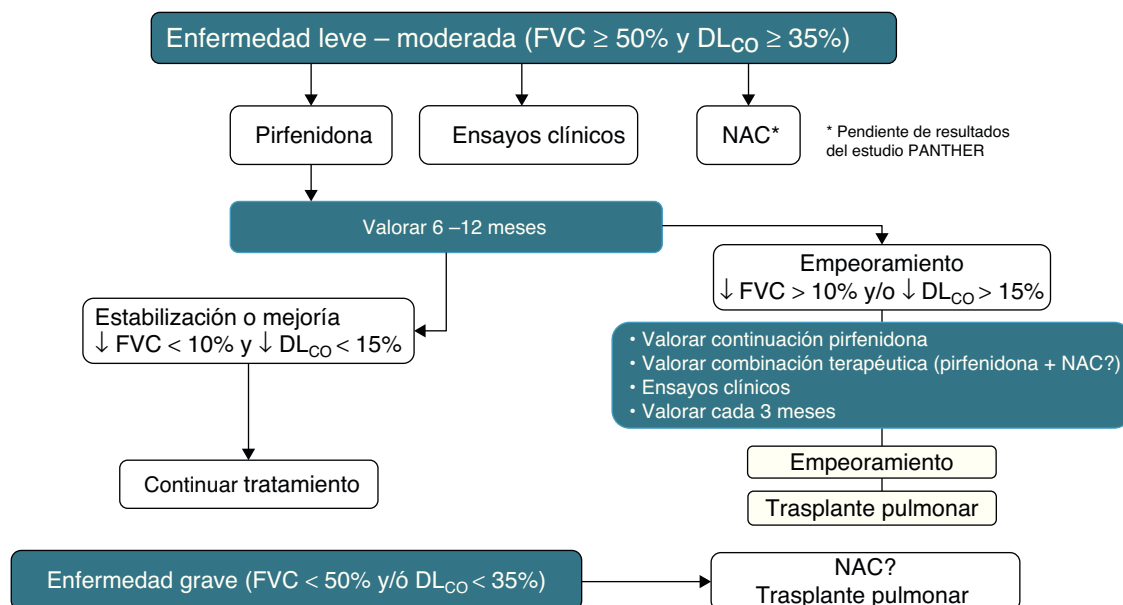 Enfermedad leve – moderada (FVC ≥ 50% y DLCO ≥ 35%)
Pirfenidona
Ensayos clínicos
NAC*
* Pendiente de resultados
del estudio PANTHER
Valorar 6 –12 meses
Empeoramiento
↓ FVC > 10% y/o ↓ DLCO > 15%
Estabilización o mejoría
↓ FVC < 10% y ↓ DLCO < 15%
• Valorar continuación pirfenidona
• Valorar combinación terapéutica (pirfenidona + NAC?)
• Ensayos clínicos
• Valorar cada 3 meses
Continuar tratamiento
Empeoramiento
Trasplante pulmonar
Enfermedad grave (FVC < 50% y/ó DLCO < 35%)
NAC?
Trasplante pulmonar